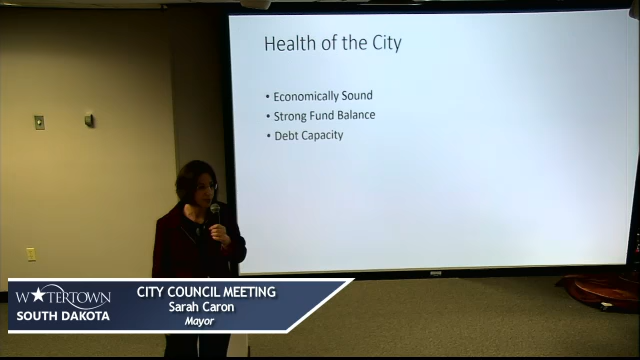 Health of the City
• Economically Sound
• Strong Fund Balance
• Debt Capacity
WATERTOWN
SOUTH DAKOTA
CITY COUNCIL MEETING
Sarah Caron
Mayor